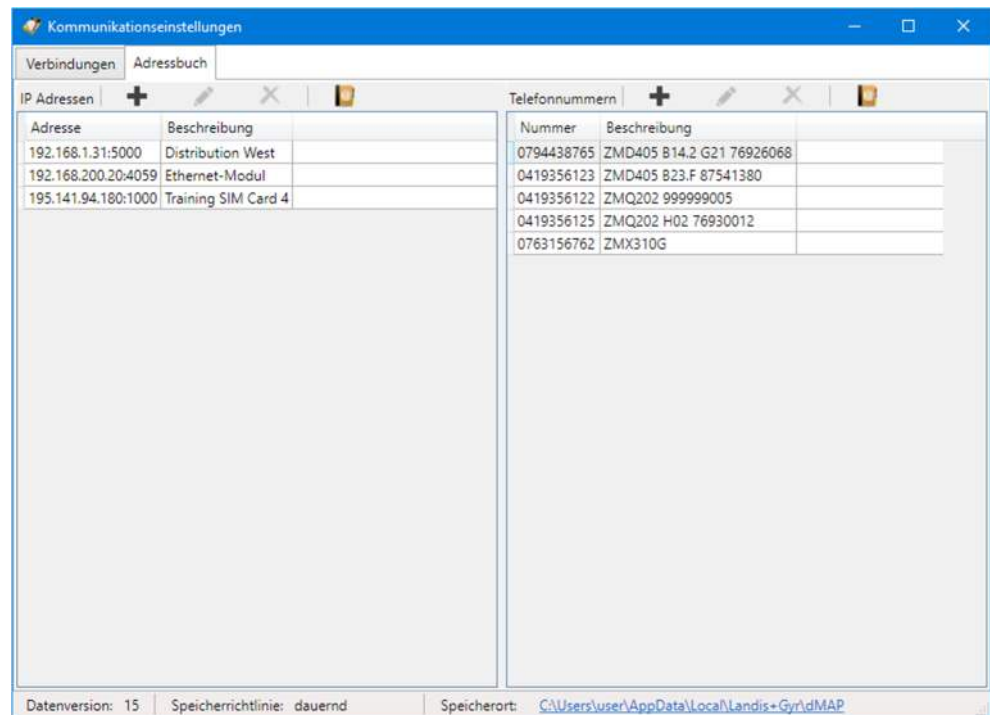 Kommunikationseinstellungen
Verbindungen Adressbuch
IP Adressen
Adresse Beschreibung
192.168.1.31:5000 Distribution West
192.168.200.20:4059 Ethernet-Modul
195.141.94.180:1000 Training SIM Card 4
Telefonnummern
Nummer Beschreibung
0794438765 ZMD405 B14.2 G21 76926068
0419356123 ZMD405 B23.F 87541380
0419356122 ZMQ202 999999005
0419356125 ZMQ202 H02 76930012
0763156762 ZMX310G
Datenversion: 15 Speicherrichtlinie: dauernd Speicherort: C:\Users\user\AppData\Local\Landis+Gyr\dMAP